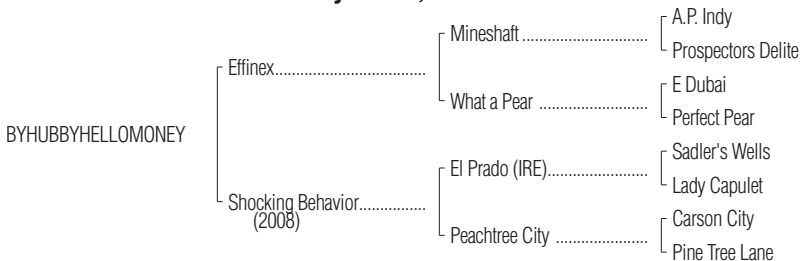 A.P. Indy
Mineshaft
Prospectors Delite
Effinex
E Dubai
What a Pear
Perfect Pear
BYHUBBYHELLOMONEY
Sadler's Wells
El Prado (IRE)
Lady Capulet
Shocking Behavior
(2008)
Carson City
Peachtree City
Pine Tree Lane